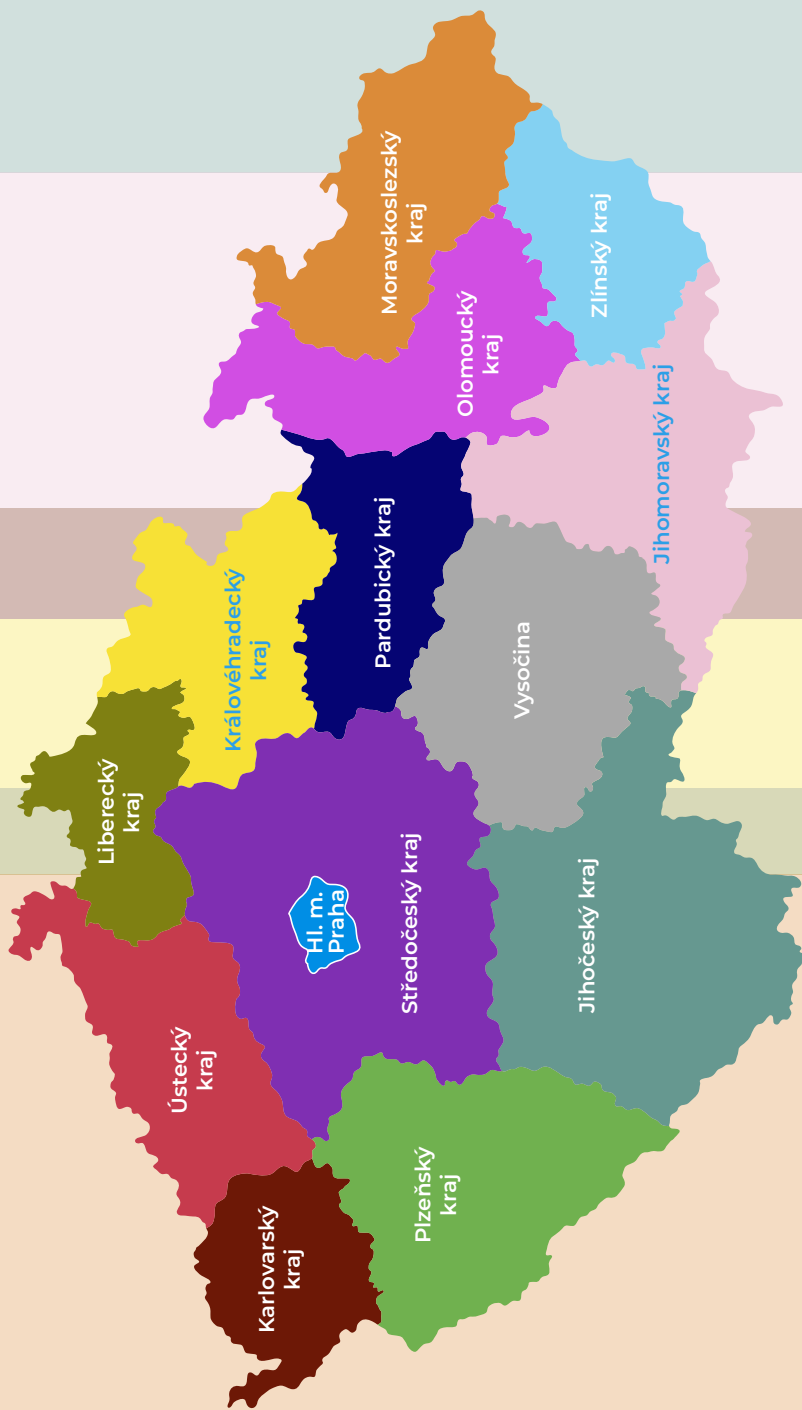 Karlovarský
kraj
Ústecký
kraj
Liberecký
kraj
Královéhradecký
kraj
Plzeňský
kraj
Hl. m.
Praha
Středočeský kraj
Pardubický kraj
Olomoucký
kraj
Moravskoslezský
kraj
Jihočeský kraj
Vysočina
Jihomoravský kraj
Zlínský kraj